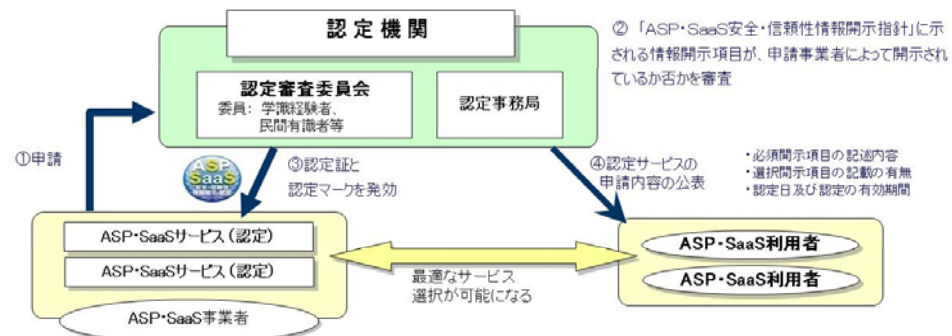 認定機関
②「ASP・SaaS安全・信頼性情報開示指針」に示
される情報開示項目が、申請事業者によって開示され
ているか否かを審査
認定審査委員会
委員： 学識経験者、
民間有識者等
認定事務局
①申請
ASP
SaaS
③認定証と
認定マークを発効
④認定サービスの
申請内容の公表
・必須開示項目の記述内容
・選択開示項目の記載の有無
・認定日及び認定の有効期間
ASP・SaaSサービス（認定）
ASP・SaaSサービス（認定）
ASP・SaaS事業者
最適なサービス
選択が可能になる
ASP・SaaS利用者
ASP・SaaS利用者